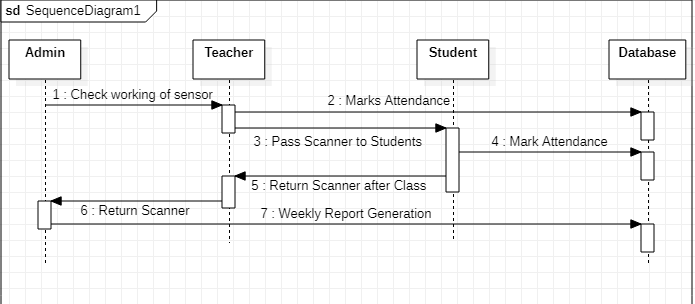 sd SequenceDiagram1
Admin
Teacher
Student
Database
1 : Check working of sensor
2 : Marks Attendance
3 : Pass Scanner to Students
4 : Mark Attendance
5 : Return Scanner after Class
6 : Return Scanner
7 : Weekly Report Generation